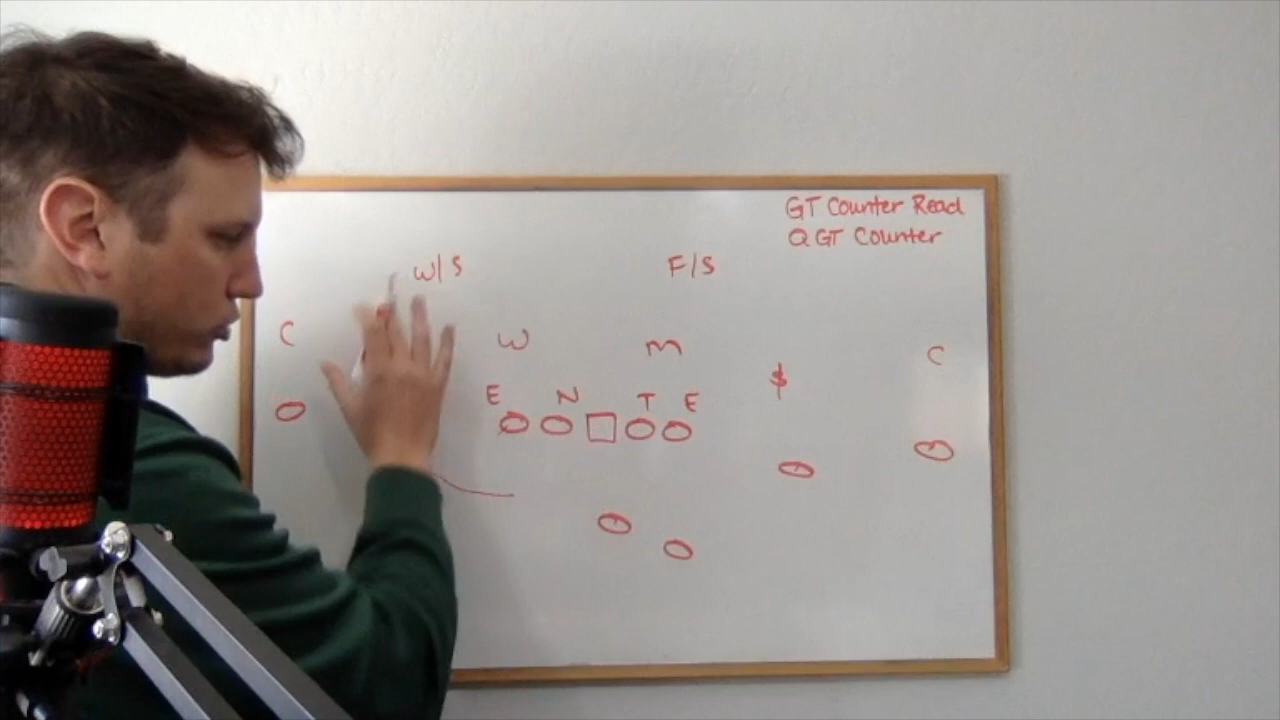 GT Counter Read
Q GT Counter
W/S F/S
C W M C
$
E N T E